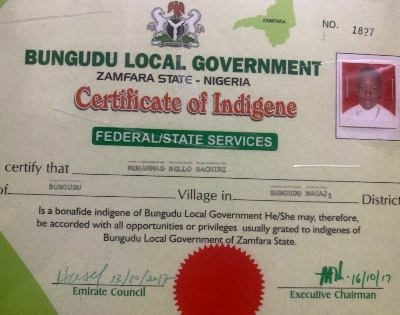 ZAMFARA
NO. 1827
BUNGUDU LOCAL GOVERNMENT
ZAMFARA STATE - NIGERIA
Certificate of Indigene
FEDERAL/STATE SERVICES
certify that MUHAMMAD BELLO BACHIRI
of BUNGUDU Village in BUNGUDU NAGAJI District
Is a bonafide indigene of Bungudu Local Government He/She may, therefore,
be accorded with all opportunities or privileges usually grated to indigenes of
Bungudu Local Government of Zamfara State.
13/10/2017
16/10/17
Emirate Council
Executive Chairman